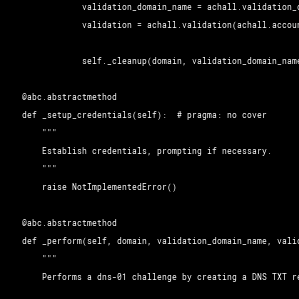 validation_domain_name = achall.validation_
validation = achall.validation(achall.accou
self._cleanup(domain, validation_domain_name
@abc.abstractmethod
def _setup_credentials(self):  # pragma: no cover
"""
Establish credentials, prompting if necessary.
"""
raise NotImplementedError()
@abc.abstractmethod
def _perform(self, domain, validation_domain_name, valid
"""
Performs a dns-01 challenge by creating a DNS TXT re